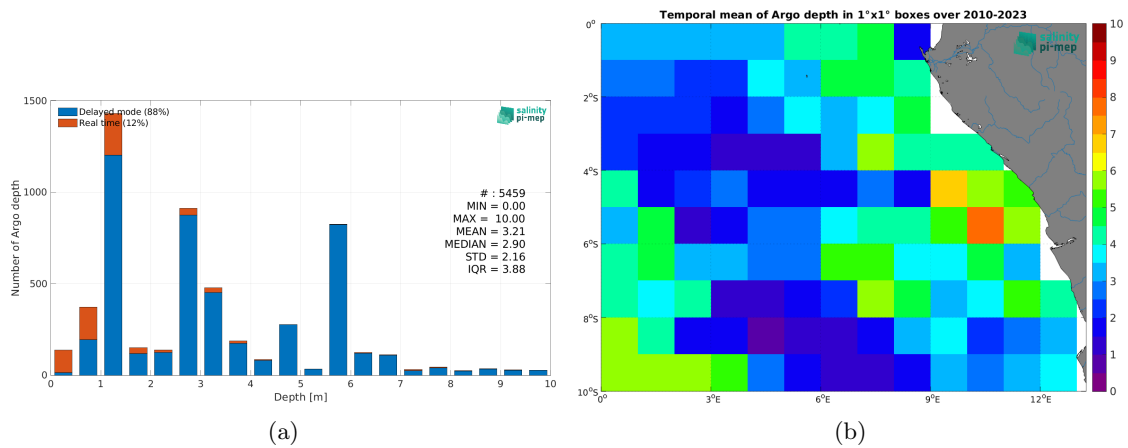 1500
1000
500
0
Number of Argo depth
Delayed mode (88%)
Real time (12%)
salinity
pi-mep
# : 5459
MIN = 0.00
MAX = 10.00
MEAN = 3.21
MEDIAN = 2.90
STD = 2.16
IQR = 3.88
0 1 2 3 4 5 6 7 8 9 10
Depth [m]
(a)
Temporal mean of Argo depth in 1°x1° boxes over 2010-2023
salinity
pi-mep
0°
2°S
4°S
6°S
8°S
10°S
0° 3°E 6°E 9°E 12°E
10
9
8
7
6
5
4
3
2
1
0
(b)